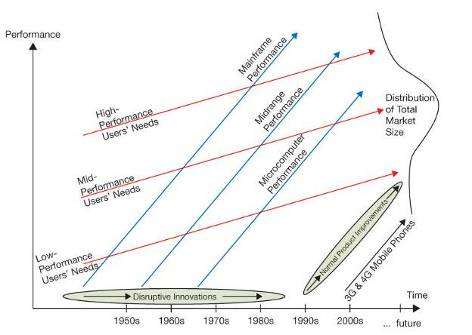 Performance
High-
Performance
Users' Needs
Mainframe
Performance
Midrange
Performance
Microcomputer
Performance
Distribution
of Total
Market
Size
Mid-
Performance
Users' Needs
Low-
Performance
Users' Needs
Disruptive Innovations
Normal Product Improvements
3G & 4G Mobile Phones
Time
1950s 1960s 1970s 1980s 1990s 2000s ... future